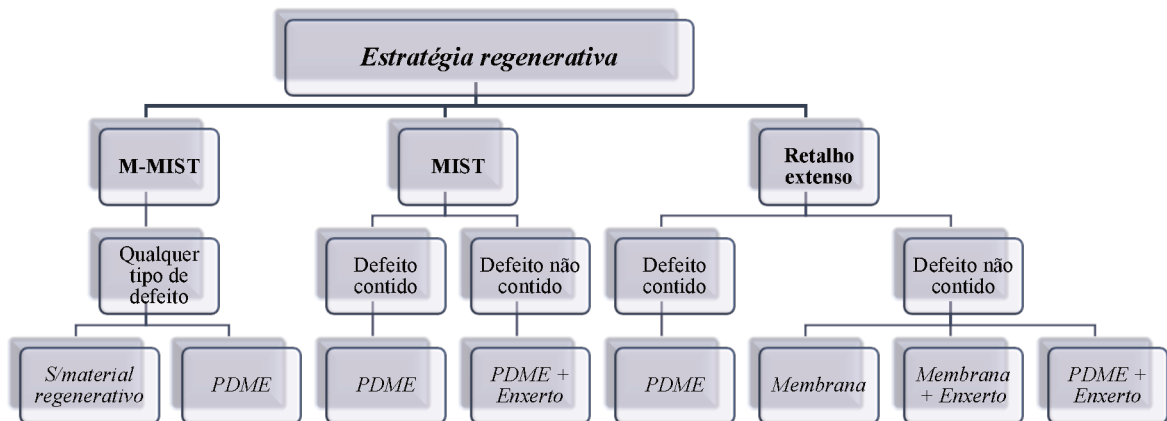 Estratégia regenerativa
M-MIST
MIST
Retalho
extenso
Qualquer
tipo de
defeito
Defeito
contido
Defeito não
contido
Defeito
contido
Defeito não
contido
S/material
regenerativo
PDME
PDME
PDME +
Enxerto
PDME
Membrana
Membrana
+ Enxerto
PDME +
Enxerto